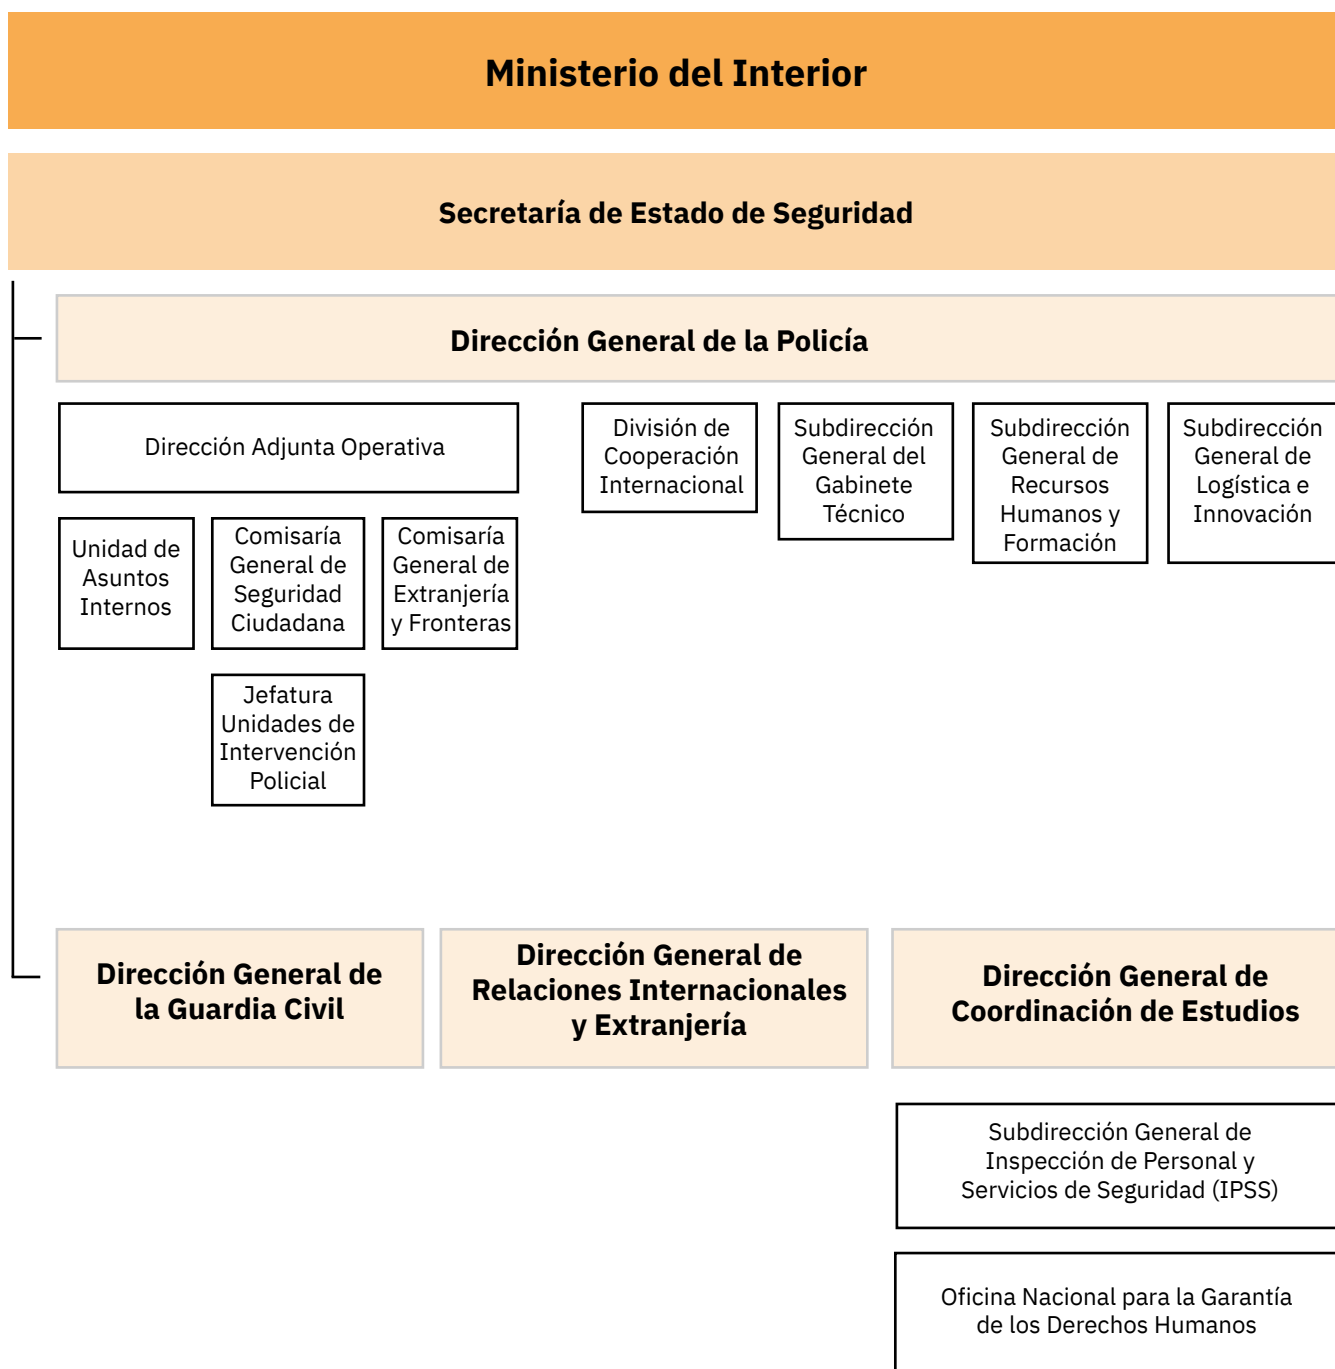 Ministerio del Interior
Secretaría de Estado de Seguridad
Dirección General de la Policía
Dirección Adjunta Operativa
División de
Cooperación
Internacional
Subdirección
General del
Gabinete
Técnico
Subdirección
General de
Recursos
Humanos y
Formación
Subdirección
General de
Logística e
Innovación
Unidad de
Asuntos
Internos
Comisaría
General de
Seguridad
Ciudadana
Comisaría
General de
Extranjería
y Fronteras
Jefatura
Unidades de
Intervención
Policial
Dirección General de
la Guardia Civil
Dirección General de
Relaciones Internacionales
y Extranjería
Dirección General de
Coordinación de Estudios
Subdirección General de
Inspección de Personal y
Servicios de Seguridad (IPSS)
Oficina Nacional para la Garantía
de los Derechos Humanos